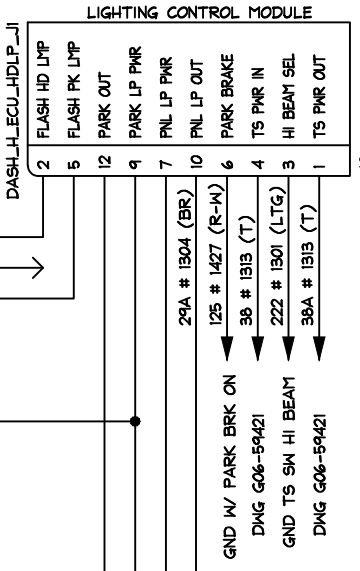 LIGHTING CONTROL MODULE
DASH_H_ECU_HDLP_J1
FLASH HD LMP
FLASH PK LMP
PARK OUT
PARK LP PWR
PNL LP PWR
PNL LP OUT
PARK BRAKE
TS PWR IN
HI BEAM SEL
TS PWR OUT
2
5
12
9
7
10
6
4
3
1
29A # 1304 (BR)
125 # 1427 (R-W)
38 # 1313 (T)
222 # 1301 (LTG)
38A # 1313 (T)
GND W/ PARK BRK ON
DWG G06-59421
GND TS SW HI BEAM
DWG G06-59421